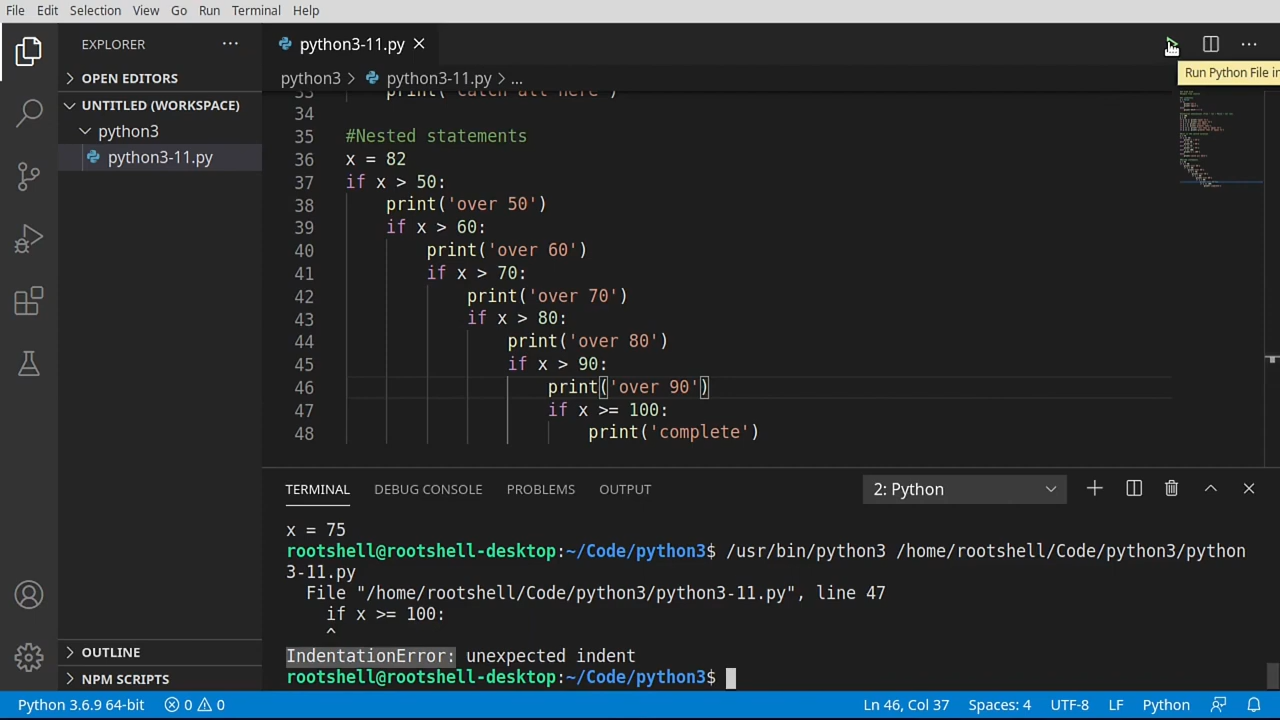 File Edit Selection View Go Run Terminal Help
EXPLORER ···
python3-11.py
Run Python File in
OPEN EDITORS
UNTITLED (WORKSPACE)
python3
python3-11.py
python3 > python3-11.py > ...
33 print('catch all here')
34
35 #Nested statements
36 x = 82
37 if x > 50:
38 print('over 50')
39 if x > 60:
40 print('over 60')
41 if x > 70:
42 print('over 70')
43 if x > 80:
44 print('over 80')
45 if x > 90:
46 print('over 90')
47 if x >= 100:
48 print('complete')
TERMINAL DEBUG CONSOLE PROBLEMS OUTPUT 2: Python
x = 75
rootshell@rootshell-desktop:~/Code/python3$ /usr/bin/python3 /home/rootshell/Code/python3/python
3-11.py
File "/home/rootshell/Code/python3/python3-11.py", line 47
if x >= 100:
^
IndentationError: unexpected indent
rootshell@rootshell-desktop:~/Code/python3$
OUTLINE
NPM SCRIPTS
Python 3.6.9 64-bit 0 0 Ln 46, Col 37 Spaces: 4 UTF-8 LF Python